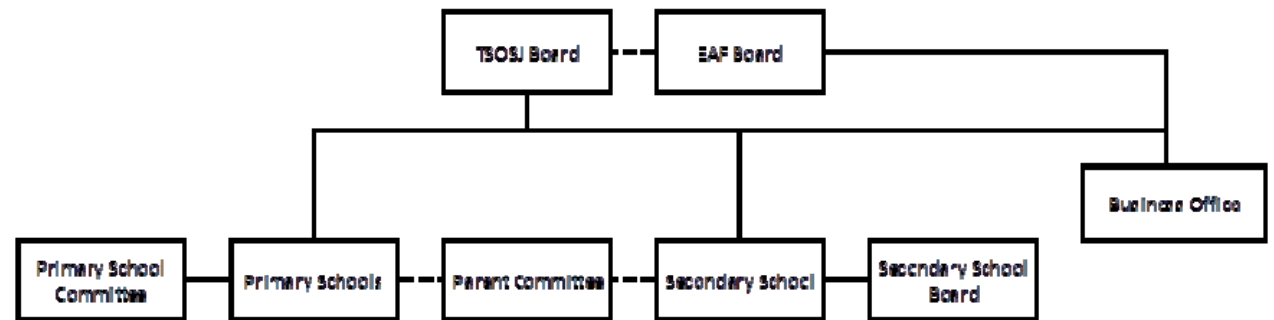 TSOSJ Board
EAF Board
Business Office
Primary School
Committee
Primary Schools
Parent Committee
Secondary School
Secondary School
Board